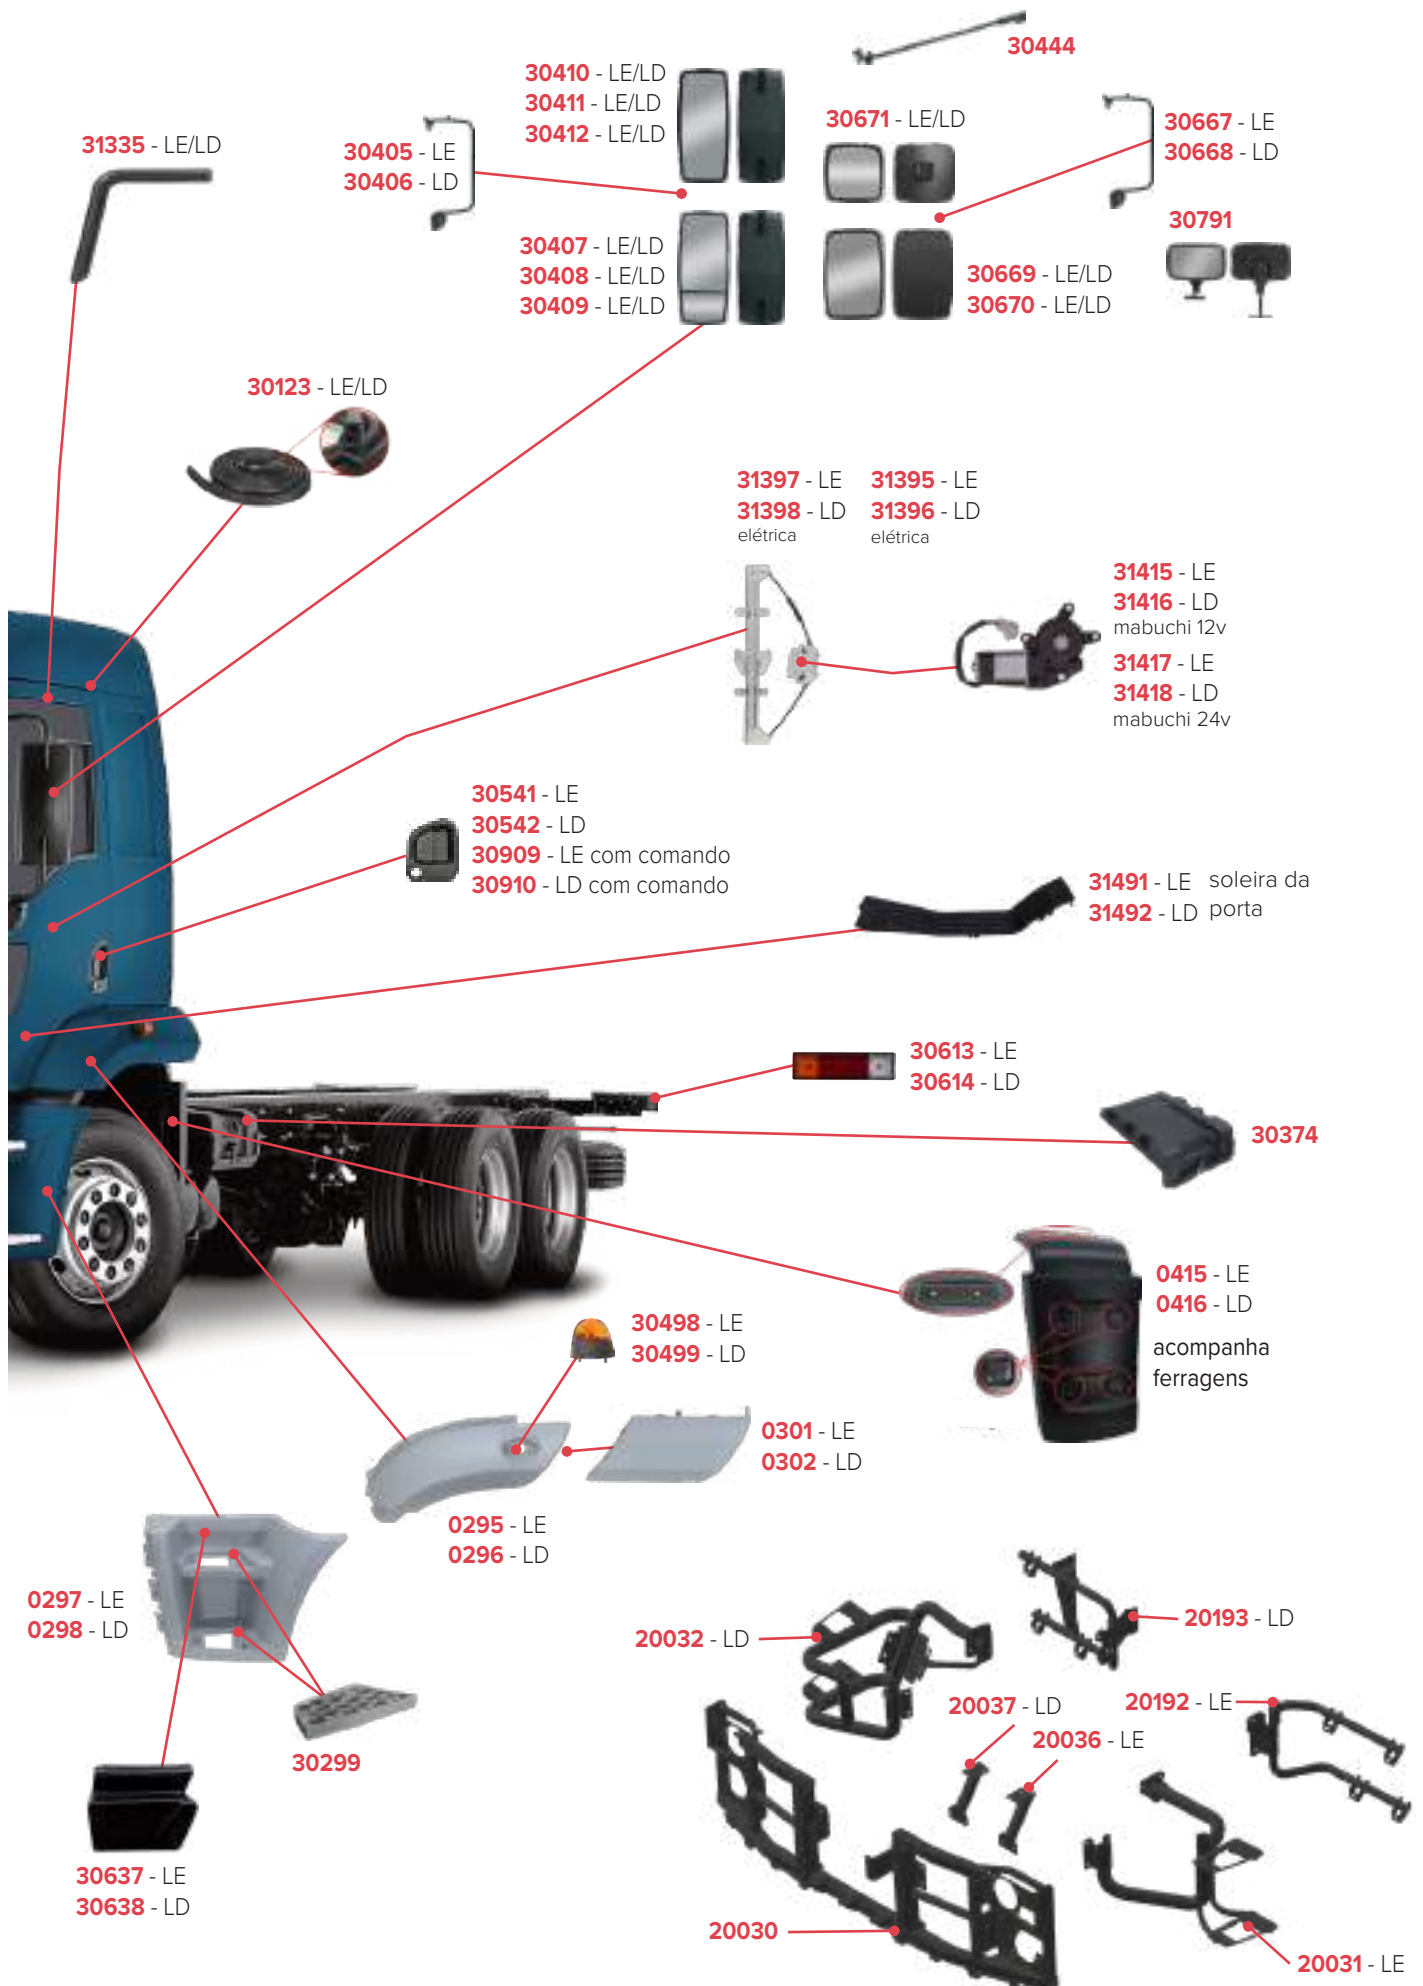 30444
30410 - LE/LD
30411 - LE/LD
30412 - LE/LD
30671 - LE/LD
30667 - LE
30668 - LD
31335 - LE/LD
30405 - LE
30406 - LD
30791
30407 - LE/LD
30408 - LE/LD
30409 - LE/LD
30669 - LE/LD
30670 - LE/LD
30123 - LE/LD
31397 - LE
31398 - LD
elétrica
31395 - LE
31396 - LD
elétrica
31415 - LE
31416 - LD
mabuchi 12v
31417 - LE
31418 - LD
mabuchi 24v
30541 - LE
30542 - LD
30909 - LE com comando
30910 - LD com comando
31491 - LE
31492 - LD
soleira da
porta
30613 - LE
30614 - LD
30374
0415 - LE
0416 - LD
acompanha
ferragens
30498 - LE
30499 - LD
0301 - LE
0302 - LD
0295 - LE
0296 - LD
0297 - LE
0298 - LD
30299
30637 - LE
30638 - LD
20193 - LD
20032 - LD
20037 - LD
20192 - LE
20036 - LE
20030
20031 - LE